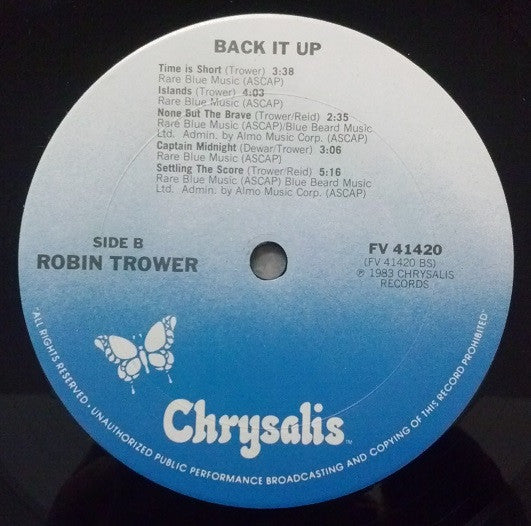 BACK IT UP
Time is Short (Trower) 3:38
Rare Blue Music (ASCAP)
Islands (Trower) 4:03
Rare Blue Music (ASCAP)
None But The Brave (Trower/Reid) 2:35
Rare Blue Music (ASCAP)/Blue Beard Music
Ltd. Admin. by Almo Music Corp. (ASCAP)
Captain Midnight (Dewar/Trower) 3:06
Rare Blue Music (ASCAP)
Settling The Score (Trower/Reid) 5:16
Rare Blue Music (ASCAP) Blue Beard Music
Ltd. Admin. by Almo Music Corp. (ASCAP)
SIDE B
ROBIN TROWER
FV 41420
(FV 41420 BS)
℗ 1983 CHRYSALIS
RECORDS
Chrysalis™
ALL RIGHTS RESERVED · UNAUTHORIZED PUBLIC PERFORMANCE BROADCASTING AND COPYING OF THIS RECORD PROHIBITED